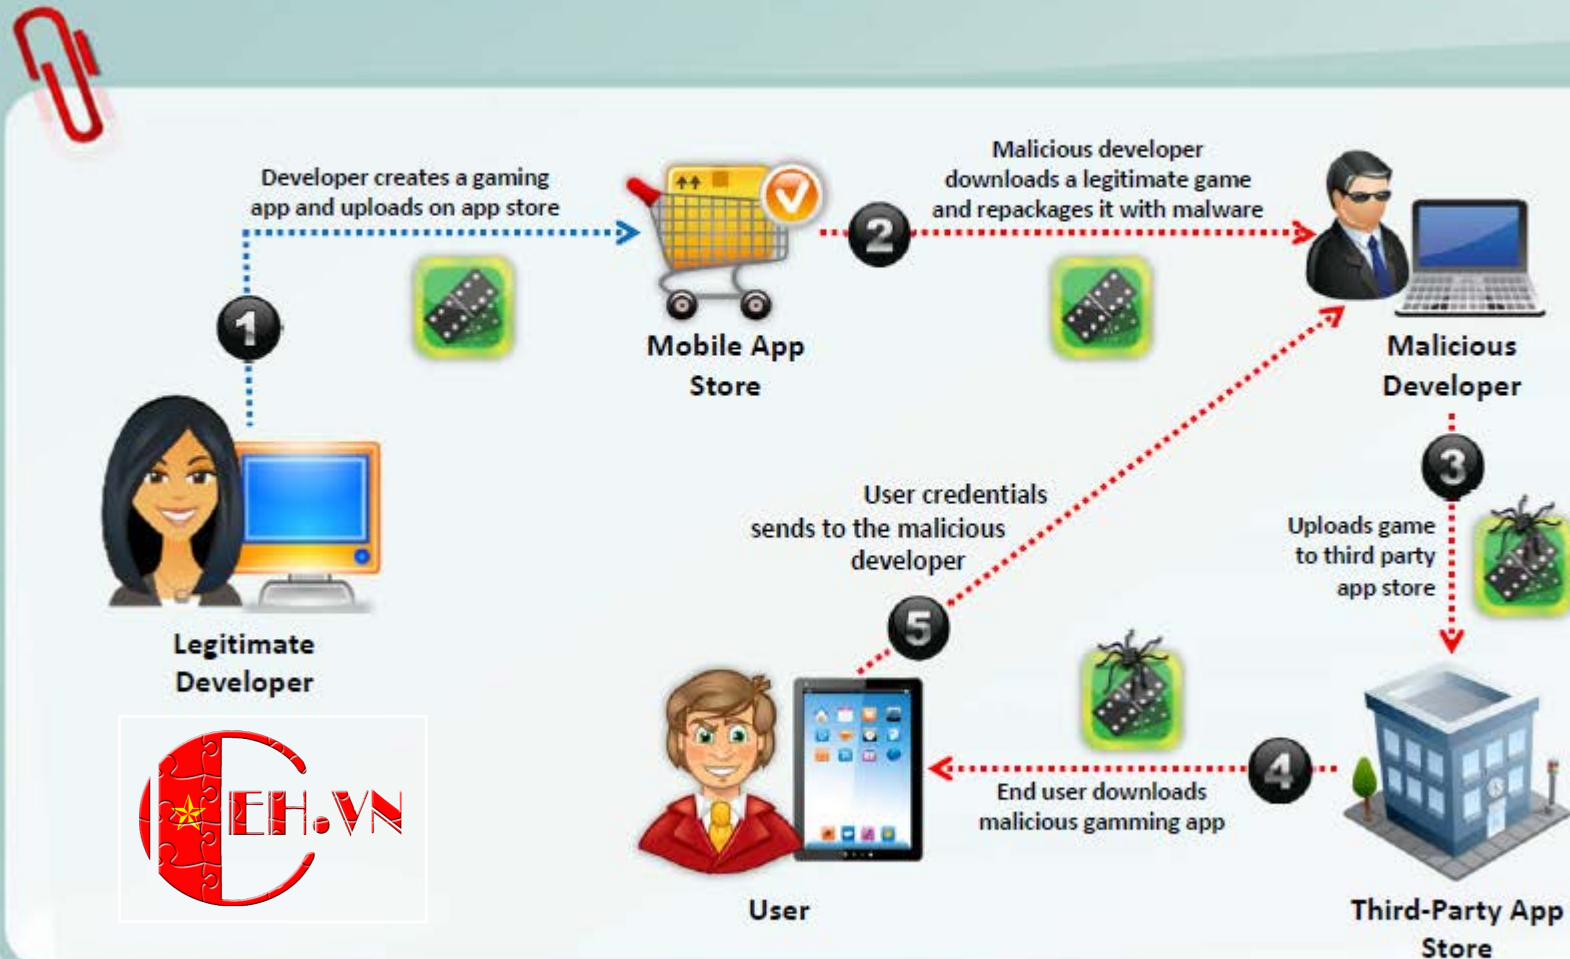 Developer creates a gaming
app and uploads on app store
1
Mobile App
Store
2
Malicious developer
downloads a legitimate game
and repackages it with malware
Malicious
Developer
3
Uploads game
to third party
app store
Legitimate
Developer
User credentials
sends to the malicious
developer
5
4
End user downloads
malicious gamming app
User
Third-Party App
Store
CEH.VN